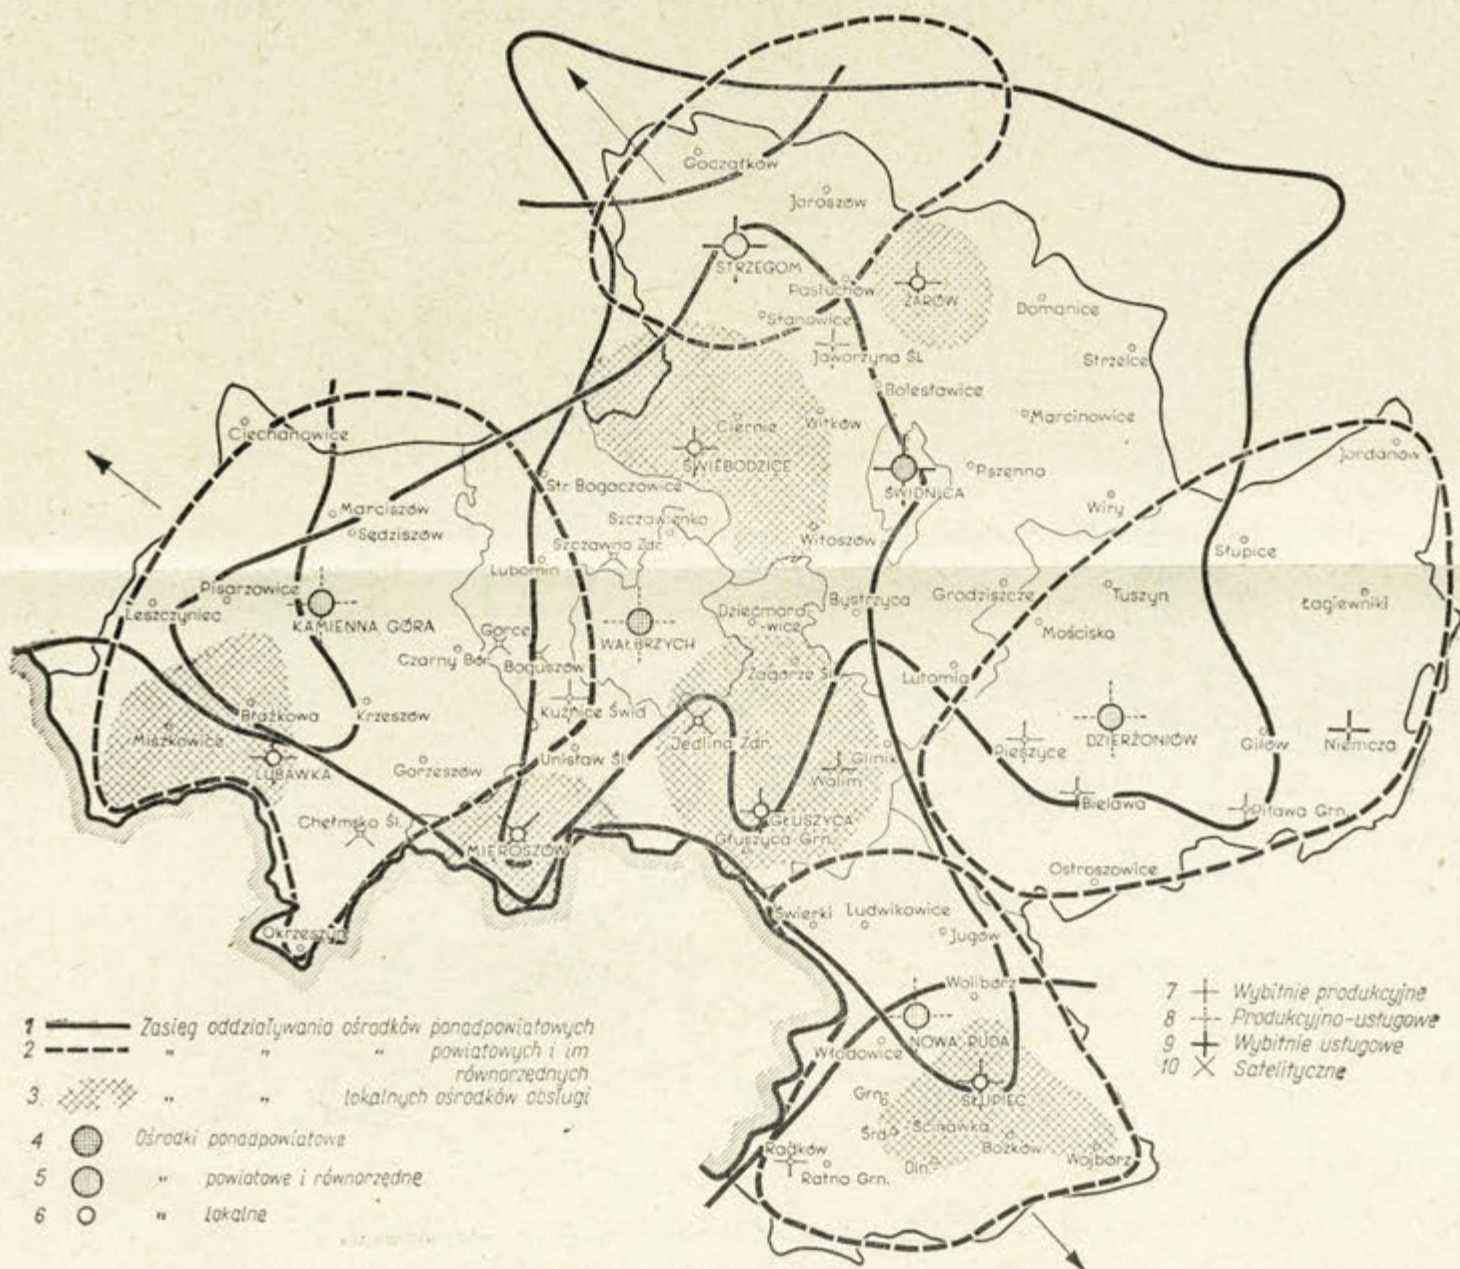 Goczałków
Jaroszów
STRZEGOM
Pastuchów
ŻARÓW
Domanice
Stanowice
Jaworzyna Śl.
Strzelce
Bolesławice
Ciechanowice
Ciernie
Witków
Marcinowice
Jordanów
ŚWIEBODZICE
ŚWIDNICA
Pszenno
Str. Bogaczowice
Marciszów
Wiry
Szczawienko
Sędziszów
Szczawno Zdr.
Witoszów
Słupice
Lubomin
Pisarzowice
Leszczyniec
KAMIENNA GÓRA
WAŁBRZYCH
Dziećmoro-
-wice
Bystrzyca
Grodziszcze
Tuszyn
Łagiewniki
Mościska
Gorce
Czarny Bór
Boguszów
Zagórze Śl.
Lutomia
Błażkowa
Krzeszów
Kuźnice Świd.
Miszkowice
Jedlina Zdr.
Glinik
Pieszyce
DZIERŻONIÓW
Giłów
Niemcza
LUBAWKA
Gorzeszów
Unisław Śl.
Walim
Bielawa
Piława Grn.
Chełmsko Śl.
MIEROSZÓW
GŁUSZYCA
Głuszyca Grn.
Ostroszowice
Okrzeszyn
Świerki
Ludwikowice
Jugów
Wolibórz
NOWA RUDA
Włodowice
SŁUPIEC
Grn.
Śrd.
Ścinawka
Bożków
Wojbórz
Radków
Ratno Grn.
Dln.
1 Zasięg oddziaływania ośrodków ponadpowiatowych
2 " " " powiatowych i im
równorzędnych
3 " " lokalnych ośrodków obsługi
4 Ośrodki ponadpowiatowe
5 " powiatowe i równorzędne
6 " lokalne
7 Wybitnie produkcyjne
8 Produkcyjno-usługowe
9 Wybitnie usługowe
10 Satelityczne